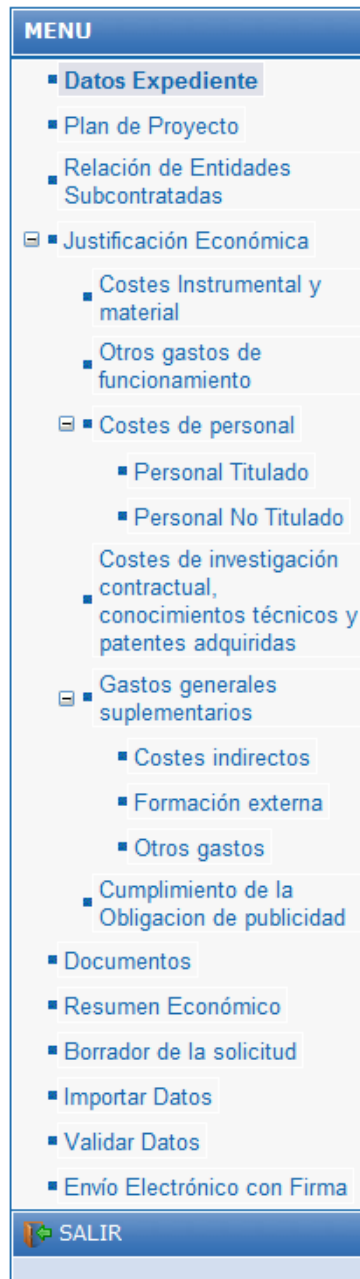 MENU
Datos Expediente
Plan de Proyecto
Relación de Entidades
Subcontratadas
Justificación Económica
Costes Instrumental y
material
Otros gastos de
funcionamiento
Costes de personal
Personal Titulado
Personal No Titulado
Costes de investigación
contractual,
conocimientos técnicos y
patentes adquiridas
Gastos generales
suplementarios
Costes indirectos
Formación externa
Otros gastos
Cumplimiento de la
Obligacion de publicidad
Documentos
Resumen Económico
Borrador de la solicitud
Importar Datos
Validar Datos
Envío Electrónico con Firma
SALIR